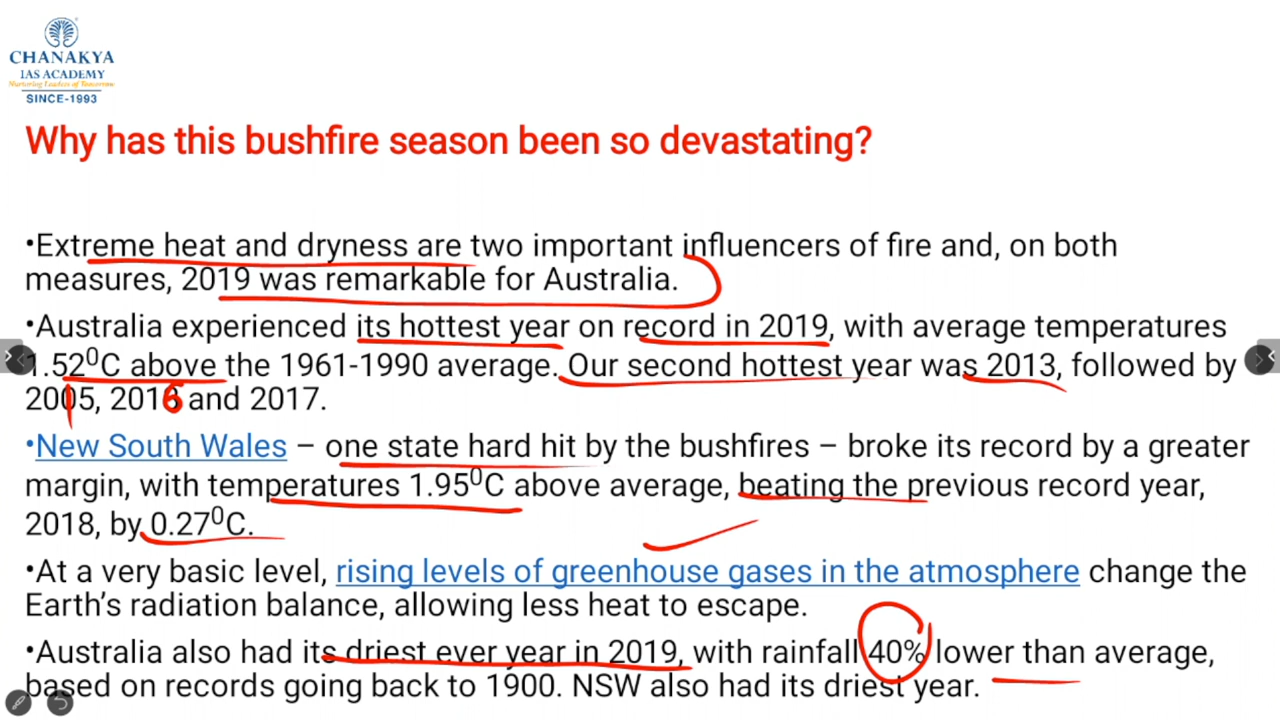 CHANAKYA
IAS ACADEMY
Nurturing Leaders of Tomorrow
SINCE-1993
Why has this bushfire season been so devastating?
•Extreme heat and dryness are two important influencers of fire and, on both
measures, 2019 was remarkable for Australia.
•Australia experienced its hottest year on record in 2019, with average temperatures
1.52⁰C above the 1961-1990 average. Our second hottest year was 2013, followed by
2005, 2016 and 2017.
•New South Wales – one state hard hit by the bushfires – broke its record by a greater
margin, with temperatures 1.95⁰C above average, beating the previous record year,
2018, by 0.27⁰C.
•At a very basic level, rising levels of greenhouse gases in the atmosphere change the
Earth’s radiation balance, allowing less heat to escape.
•Australia also had its driest ever year in 2019, with rainfall 40% lower than average,
based on records going back to 1900. NSW also had its driest year.